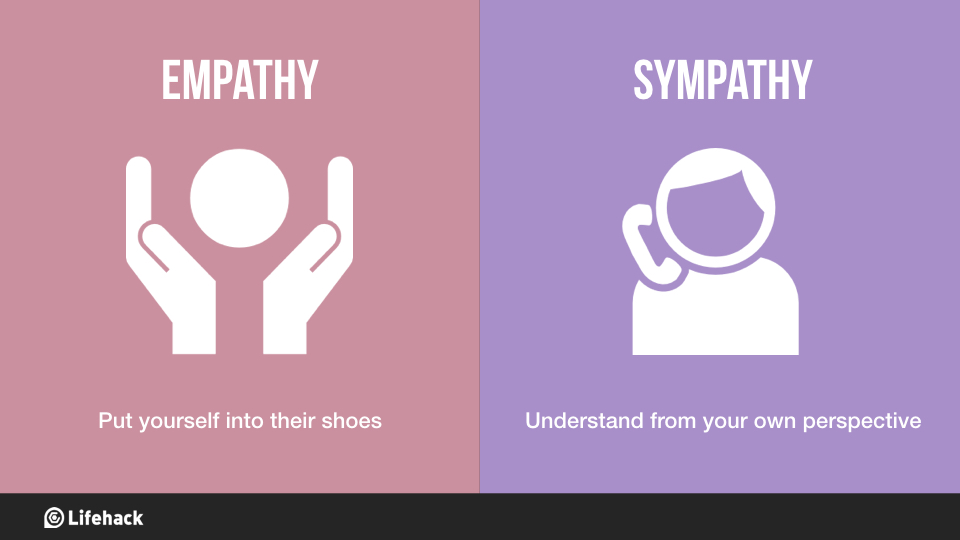 EMPATHY
SYMPATHY
Put yourself into their shoes
Understand from your own perspective
Lifehack